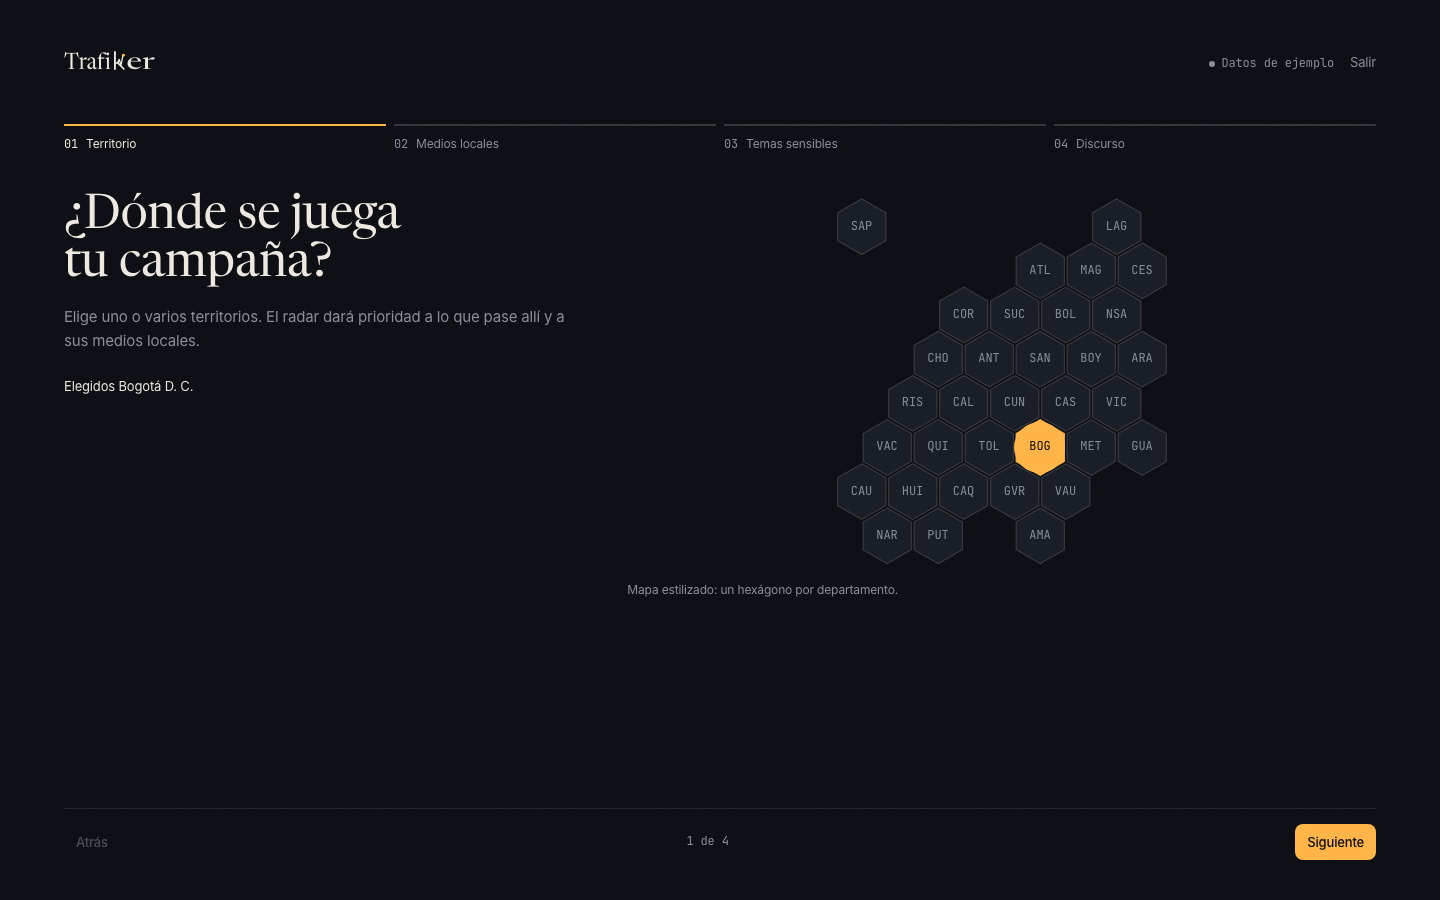 Trafiker
Datos de ejemplo Salir
01 Territorio
02 Medios locales
03 Temas sensibles
04 Discurso
¿Dónde se juega
tu campaña?
Elige uno o varios territorios. El radar dará prioridad a lo que pase allí y a
sus medios locales.
Elegidos Bogotá D. C.
SAP LAG
ATL MAG CES
COR SUC BOL NSA
CHO ANT SAN BOY ARA
RIS CAL CUN CAS VIC
VAC QUI TOL BOG MET GUA
CAU HUI CAQ GVR VAU
NAR PUT AMA
Mapa estilizado: un hexágono por departamento.
Atrás
1 de 4
Siguiente